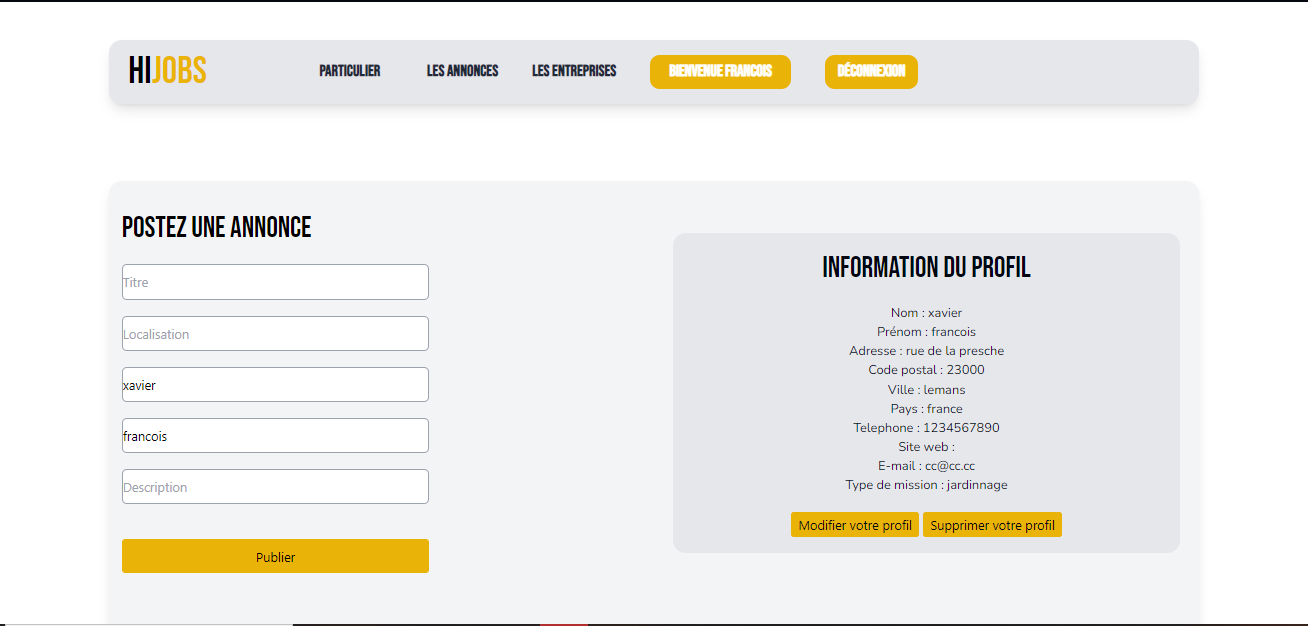 HIJOBS
PARTICULIER LES ANNONCES LES ENTREPRISES BIENVENUE FRANCOIS DÉCONNEXION
POSTEZ UNE ANNONCE
Titre
Localisation
xavier
francois
Description
Publier
INFORMATION DU PROFIL
Nom : xavier
Prénom : francois
Adresse : rue de la presche
Code postal : 23000
Ville : lemans
Pays : france
Telephone : 1234567890
Site web :
E-mail : cc@cc.cc
Type de mission : jardinnage
Modifier votre profil Supprimer votre profil